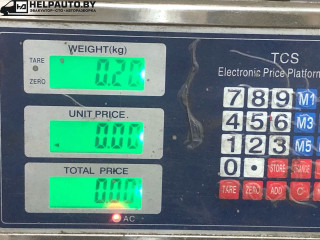 HELPAUTO.BY
WEIGHT(kg)
TARE
ZERO
0.20
UNIT PRICE
0.00
TOTAL PRICE
0.00
AC
TCS
Electronic Price Platform
7 8 9 M1
4 5 6 M3
1 2 3 M5
0 . STORE
TARE ZERO ADD